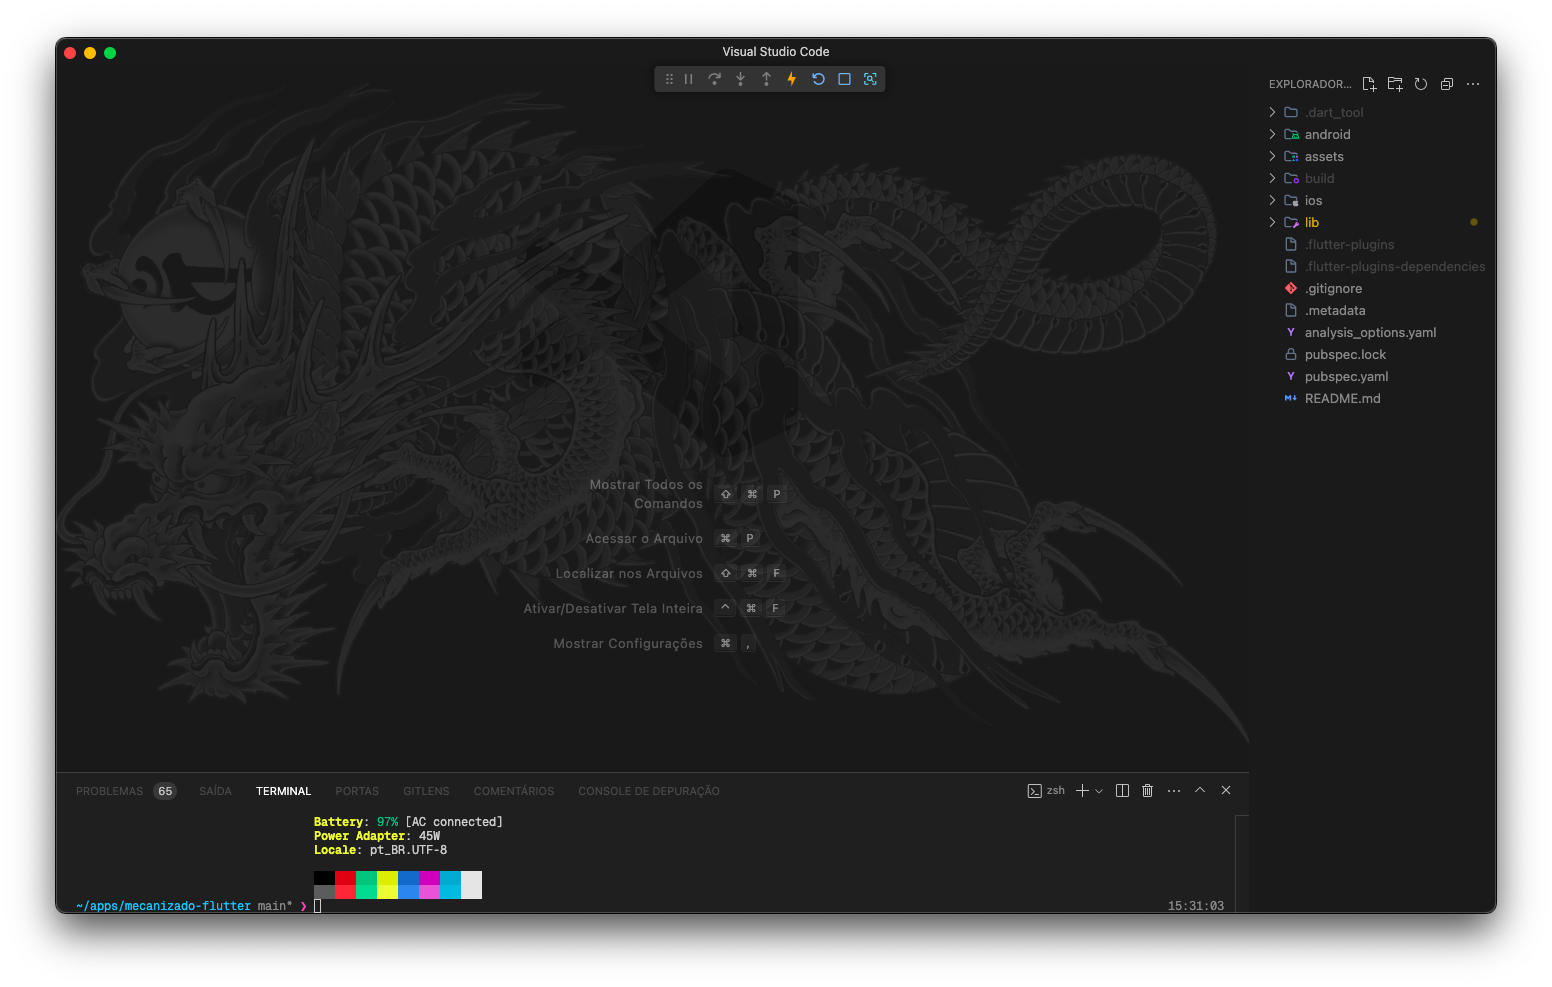 Visual Studio Code
EXPLORADOR...
.dart_tool
android
assets
build
ios
lib
.flutter-plugins
.flutter-plugins-dependencies
.gitignore
.metadata
Y analysis_options.yaml
pubspec.lock
Y pubspec.yaml
M↓ README.md
Mostrar Todos os
Comandos ⇧ ⌘ P
Acessar o Arquivo ⌘ P
Localizar nos Arquivos ⇧ ⌘ F
Ativar/Desativar Tela Inteira ^ ⌘ F
Mostrar Configurações ⌘ ,
PROBLEMAS 65 SAÍDA TERMINAL PORTAS GITLENS COMENTÁRIOS CONSOLE DE DEPURAÇÃO zsh
Battery: 97% [AC connected]
Power Adapter: 45W
Locale: pt_BR.UTF-8
~/apps/mecanizado-flutter main* ❯ 15:31:03